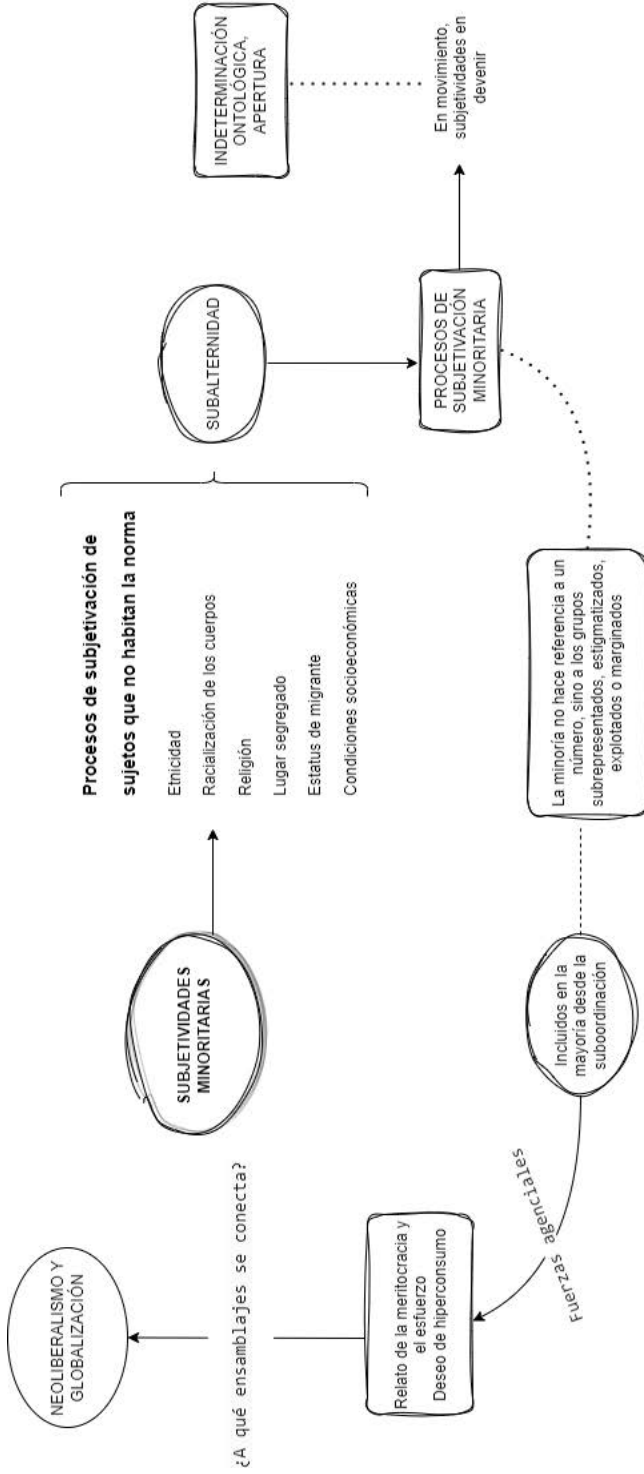 NEOLIBERALISMO Y
GLOBALIZACIÓN
¿A qué ensamblajes se conecta?
Relato de la meritocracia y
el esfuerzo
Deseo de hiperconsumo
Fuerzas agenciales
SUBJETIVIDADES
MINORITARIAS
Incluidos en la
mayoría desde la
suboordinación
Procesos de subjetivación de
sujetos que no habitan la norma
Etnicidad
Racialización de los cuerpos
Religión
Lugar segregado
Estatus de migrante
Condiciones socioeconómicas
La minoría no hace referencia a un
número, sino a los grupos
subrepresentados, estigmatizados,
explotados o marginados
SUBALTERNIDAD
PROCESOS DE
SUBJETIVACIÓN
MINORITARIA
INDETERMINACIÓN
ONTOLÓGICA,
APERTURA
En movimiento,
subjetividades en
devenir